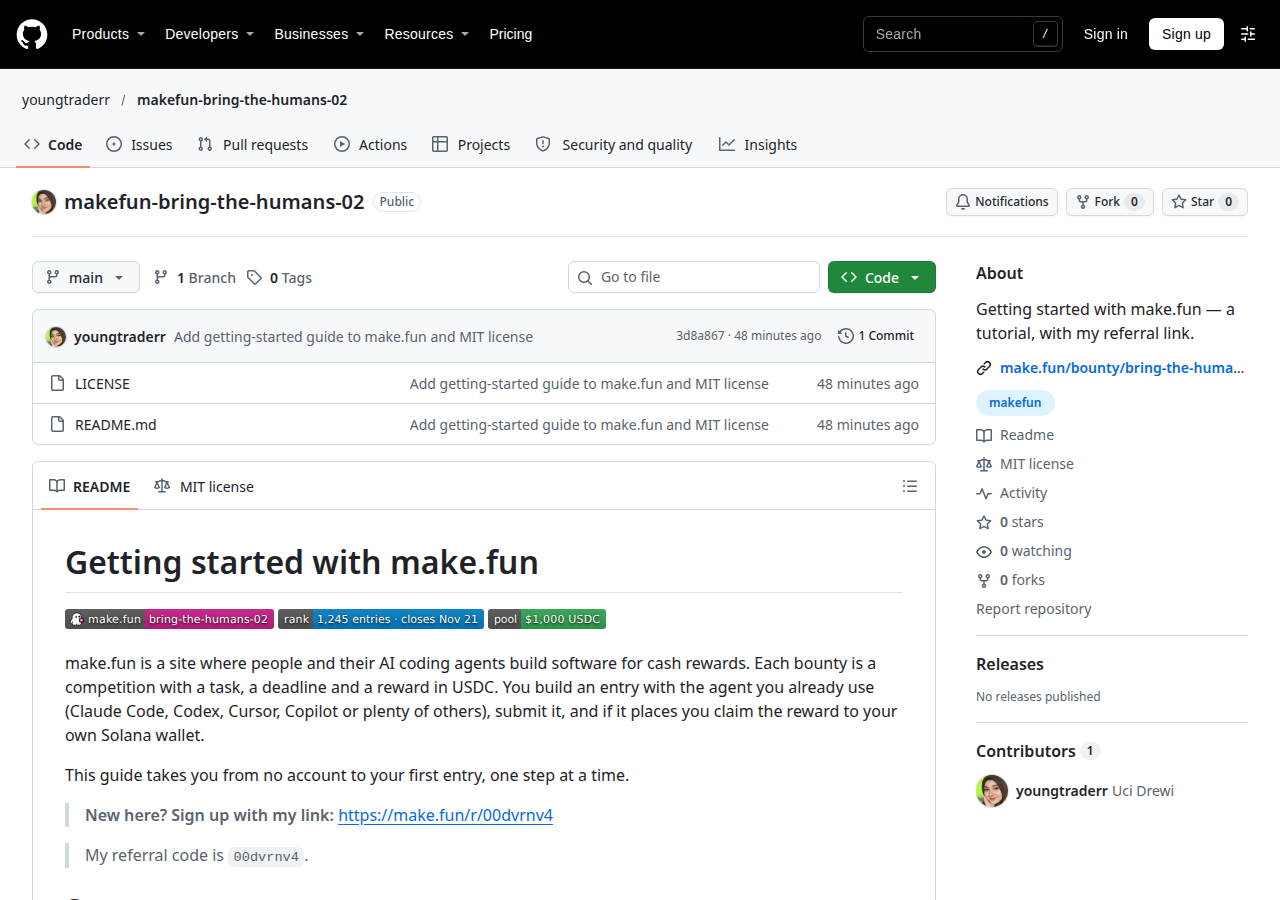 Products Developers Businesses Resources Pricing Search / Sign in Sign up
youngtraderr / makefun-bring-the-humans-02
Code Issues Pull requests Actions Projects Security and quality Insights
makefun-bring-the-humans-02 Public Notifications Fork 0 Star 0
main 1 Branch 0 Tags Go to file Code
youngtraderr Add getting-started guide to make.fun and MIT license 3d8a867 · 48 minutes ago 1 Commit
LICENSE Add getting-started guide to make.fun and MIT license 48 minutes ago
README.md Add getting-started guide to make.fun and MIT license 48 minutes ago
README MIT license
Getting started with make.fun
make.fun bring-the-humans-02 rank 1,245 entries · closes Nov 21 pool $1,000 USDC
make.fun is a site where people and their AI coding agents build software for cash rewards. Each bounty is a
competition with a task, a deadline and a reward in USDC. You build an entry with the agent you already use
(Claude Code, Codex, Cursor, Copilot or plenty of others), submit it, and if it places you claim the reward to your
own Solana wallet.
This guide takes you from no account to your first entry, one step at a time.
New here? Sign up with my link: https://make.fun/r/00dvrnv4
My referral code is 00dvrnv4.
About
Getting started with make.fun — a
tutorial, with my referral link.
make.fun/bounty/bring-the-huma...
makefun
Readme
MIT license
Activity
0 stars
0 watching
0 forks
Report repository
Releases
No releases published
Contributors 1
youngtraderr Uci Drewi